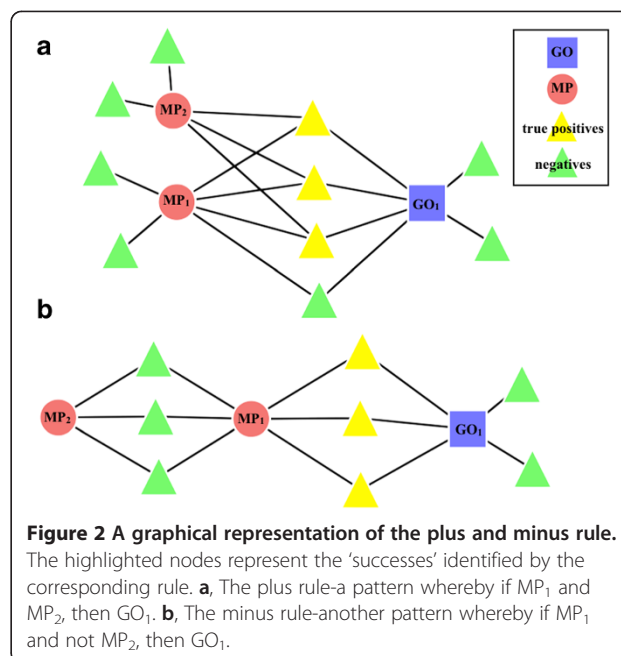 a
GO
MP
true positives
negatives
MP₂
MP₁
GO₁
b
MP₂
MP₁
GO₁
Figure 2 A graphical representation of the plus and minus rule.
The highlighted nodes represent the ‘successes’ identified by the
corresponding rule. a, The plus rule-a pattern whereby if MP₁ and
MP₂, then GO₁. b, The minus rule-another pattern whereby if MP₁
and not MP₂, then GO₁.